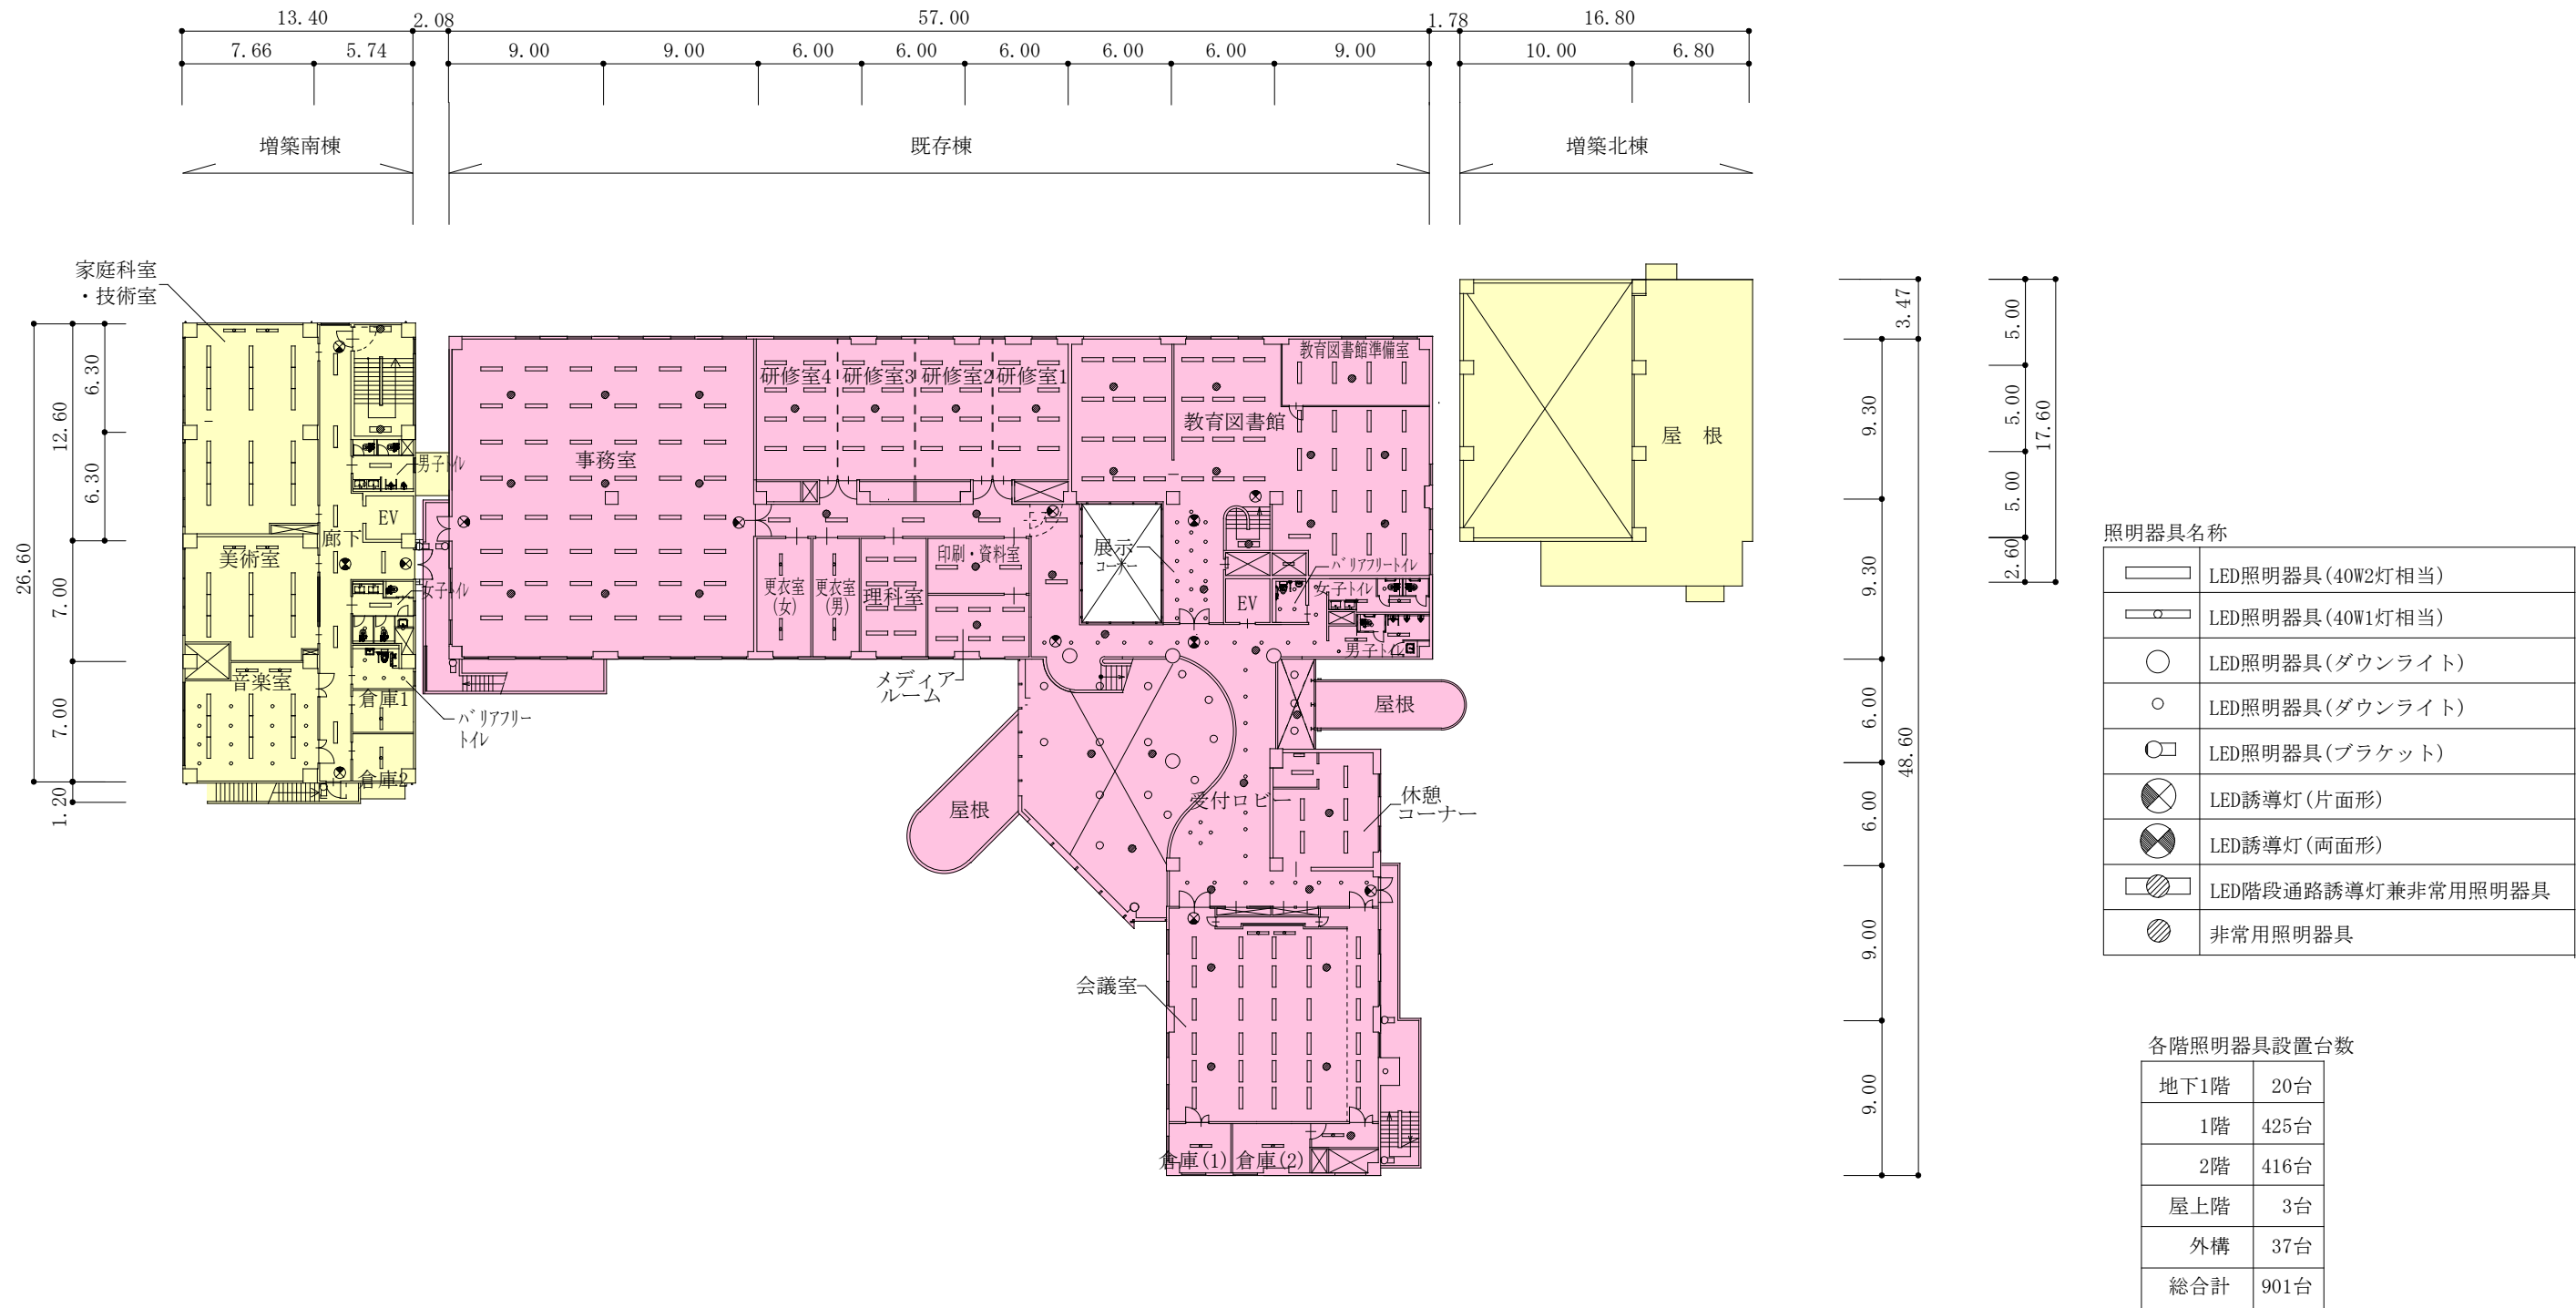 13.40
2.08
57.00
1.78
16.80
7.66
5.74
9.00
9.00
6.00
6.00
6.00
6.00
6.00
9.00
10.00
6.80
増築南棟
既存棟
増築北棟
家庭科室
・技術室
26.60
12.60
6.30
6.30
7.00
7.00
1.20
男子トイレ
EV
廊下
美術室
女子トイレ
音楽室
倉庫1
バリアフリー
トイレ
倉庫2
事務室
研修室4
研修室3
研修室2
研修室1
教育図書館準備室
教育図書館
印刷・資料室
更衣室
(女)
更衣室
(男)
理科室
メディア
ルーム
展示
コーナー
バリアフリートイレ
女子トイレ
EV
男子トイレ
屋根
屋根
受付ロビー
休憩
コーナー
会議室
倉庫(1)
倉庫(2)
屋 根
3.47
9.30
9.30
6.00
6.00
9.00
9.00
48.60
5.00
5.00
5.00
2.60
17.60
照明器具名称
LED照明器具(40W2灯相当)
LED照明器具(40W1灯相当)
LED照明器具(ダウンライト)
LED照明器具(ダウンライト)
LED照明器具(ブラケット)
LED誘導灯(片面形)
LED誘導灯(両面形)
LED階段通路誘導灯兼非常用照明器具
非常用照明器具
各階照明器具設置台数
地下1階 20台
1階 425台
2階 416台
屋上階 3台
外構 37台
総合計 901台